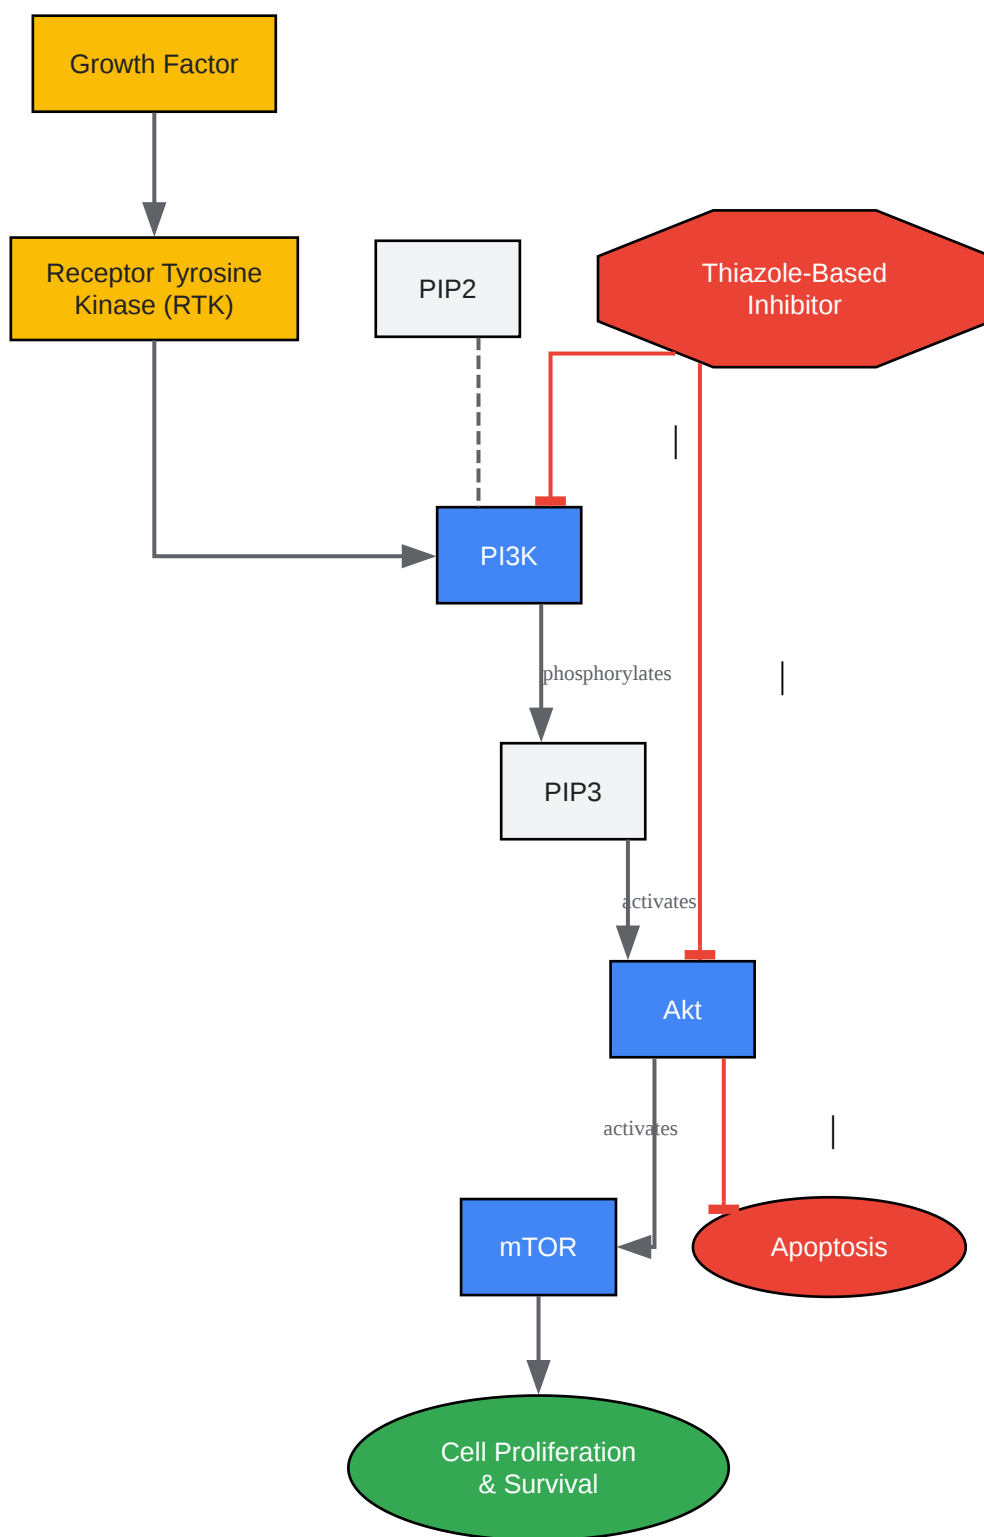 Growth Factor
Receptor Tyrosine
Kinase (RTK)
PIP2
Thiazole-Based
Inhibitor
|
PI3K
phosphorylates
|
PIP3
activates
Akt
activates
|
mTOR
Apoptosis
Cell Proliferation
& Survival